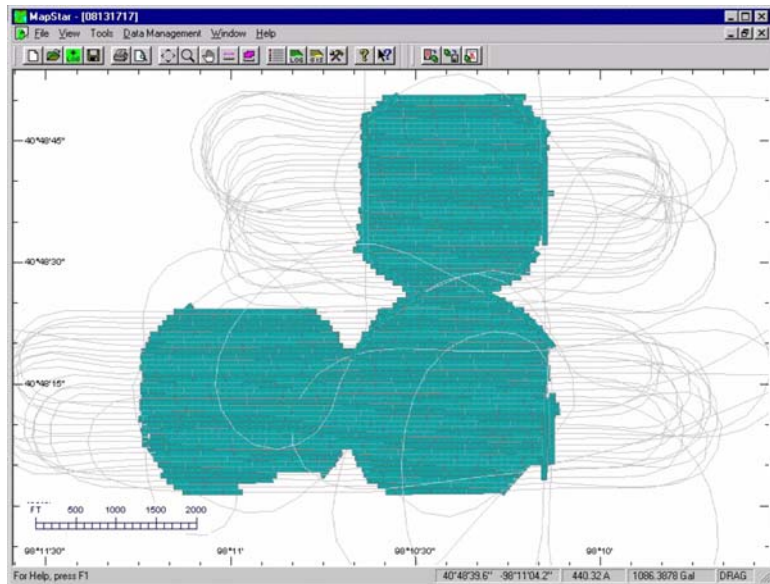 MapStar - [08131717]
File View Tools Data Management Window Help
LOG
40°48'45"
40°48'30"
40°48'15"
FT 500 1000 1500 2000
98°11'30" 98°11' 98°10'30" 98°10'
For Help, press F1 40°48'39.6" -98°11'04.2" 440.32 A 1086.3878 Gal DRAG